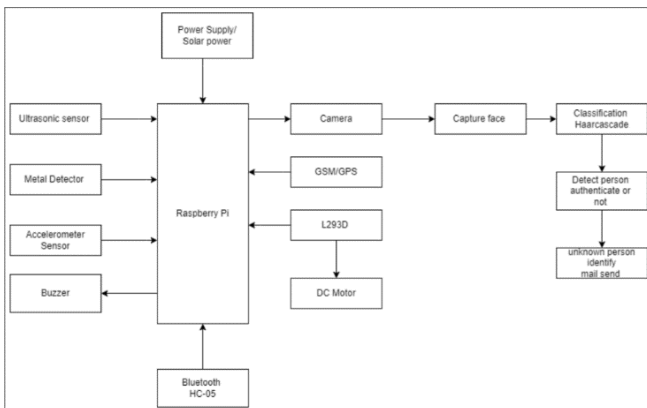 Power Supply/
Solar power
Ultrasonic sensor
Camera
Capture face
Classification
Haarcascade
Metal Detector
GSM/GPS
Detect person
authenticate or
not
Raspberry Pi
Accelerometer
Sensor
L293D
unknown person
identify
mail send
Buzzer
DC Motor
Bluetooth
HC-05